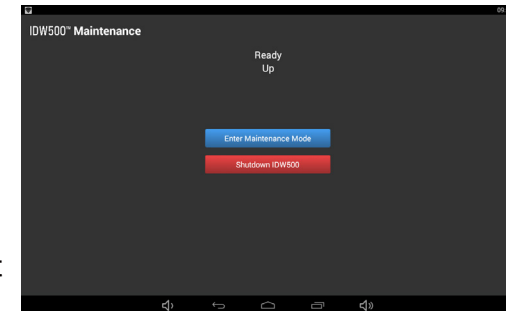 09
IDW500™ Maintenance
Ready
Up
Enter Maintenance Mode
Shutdown IDW500